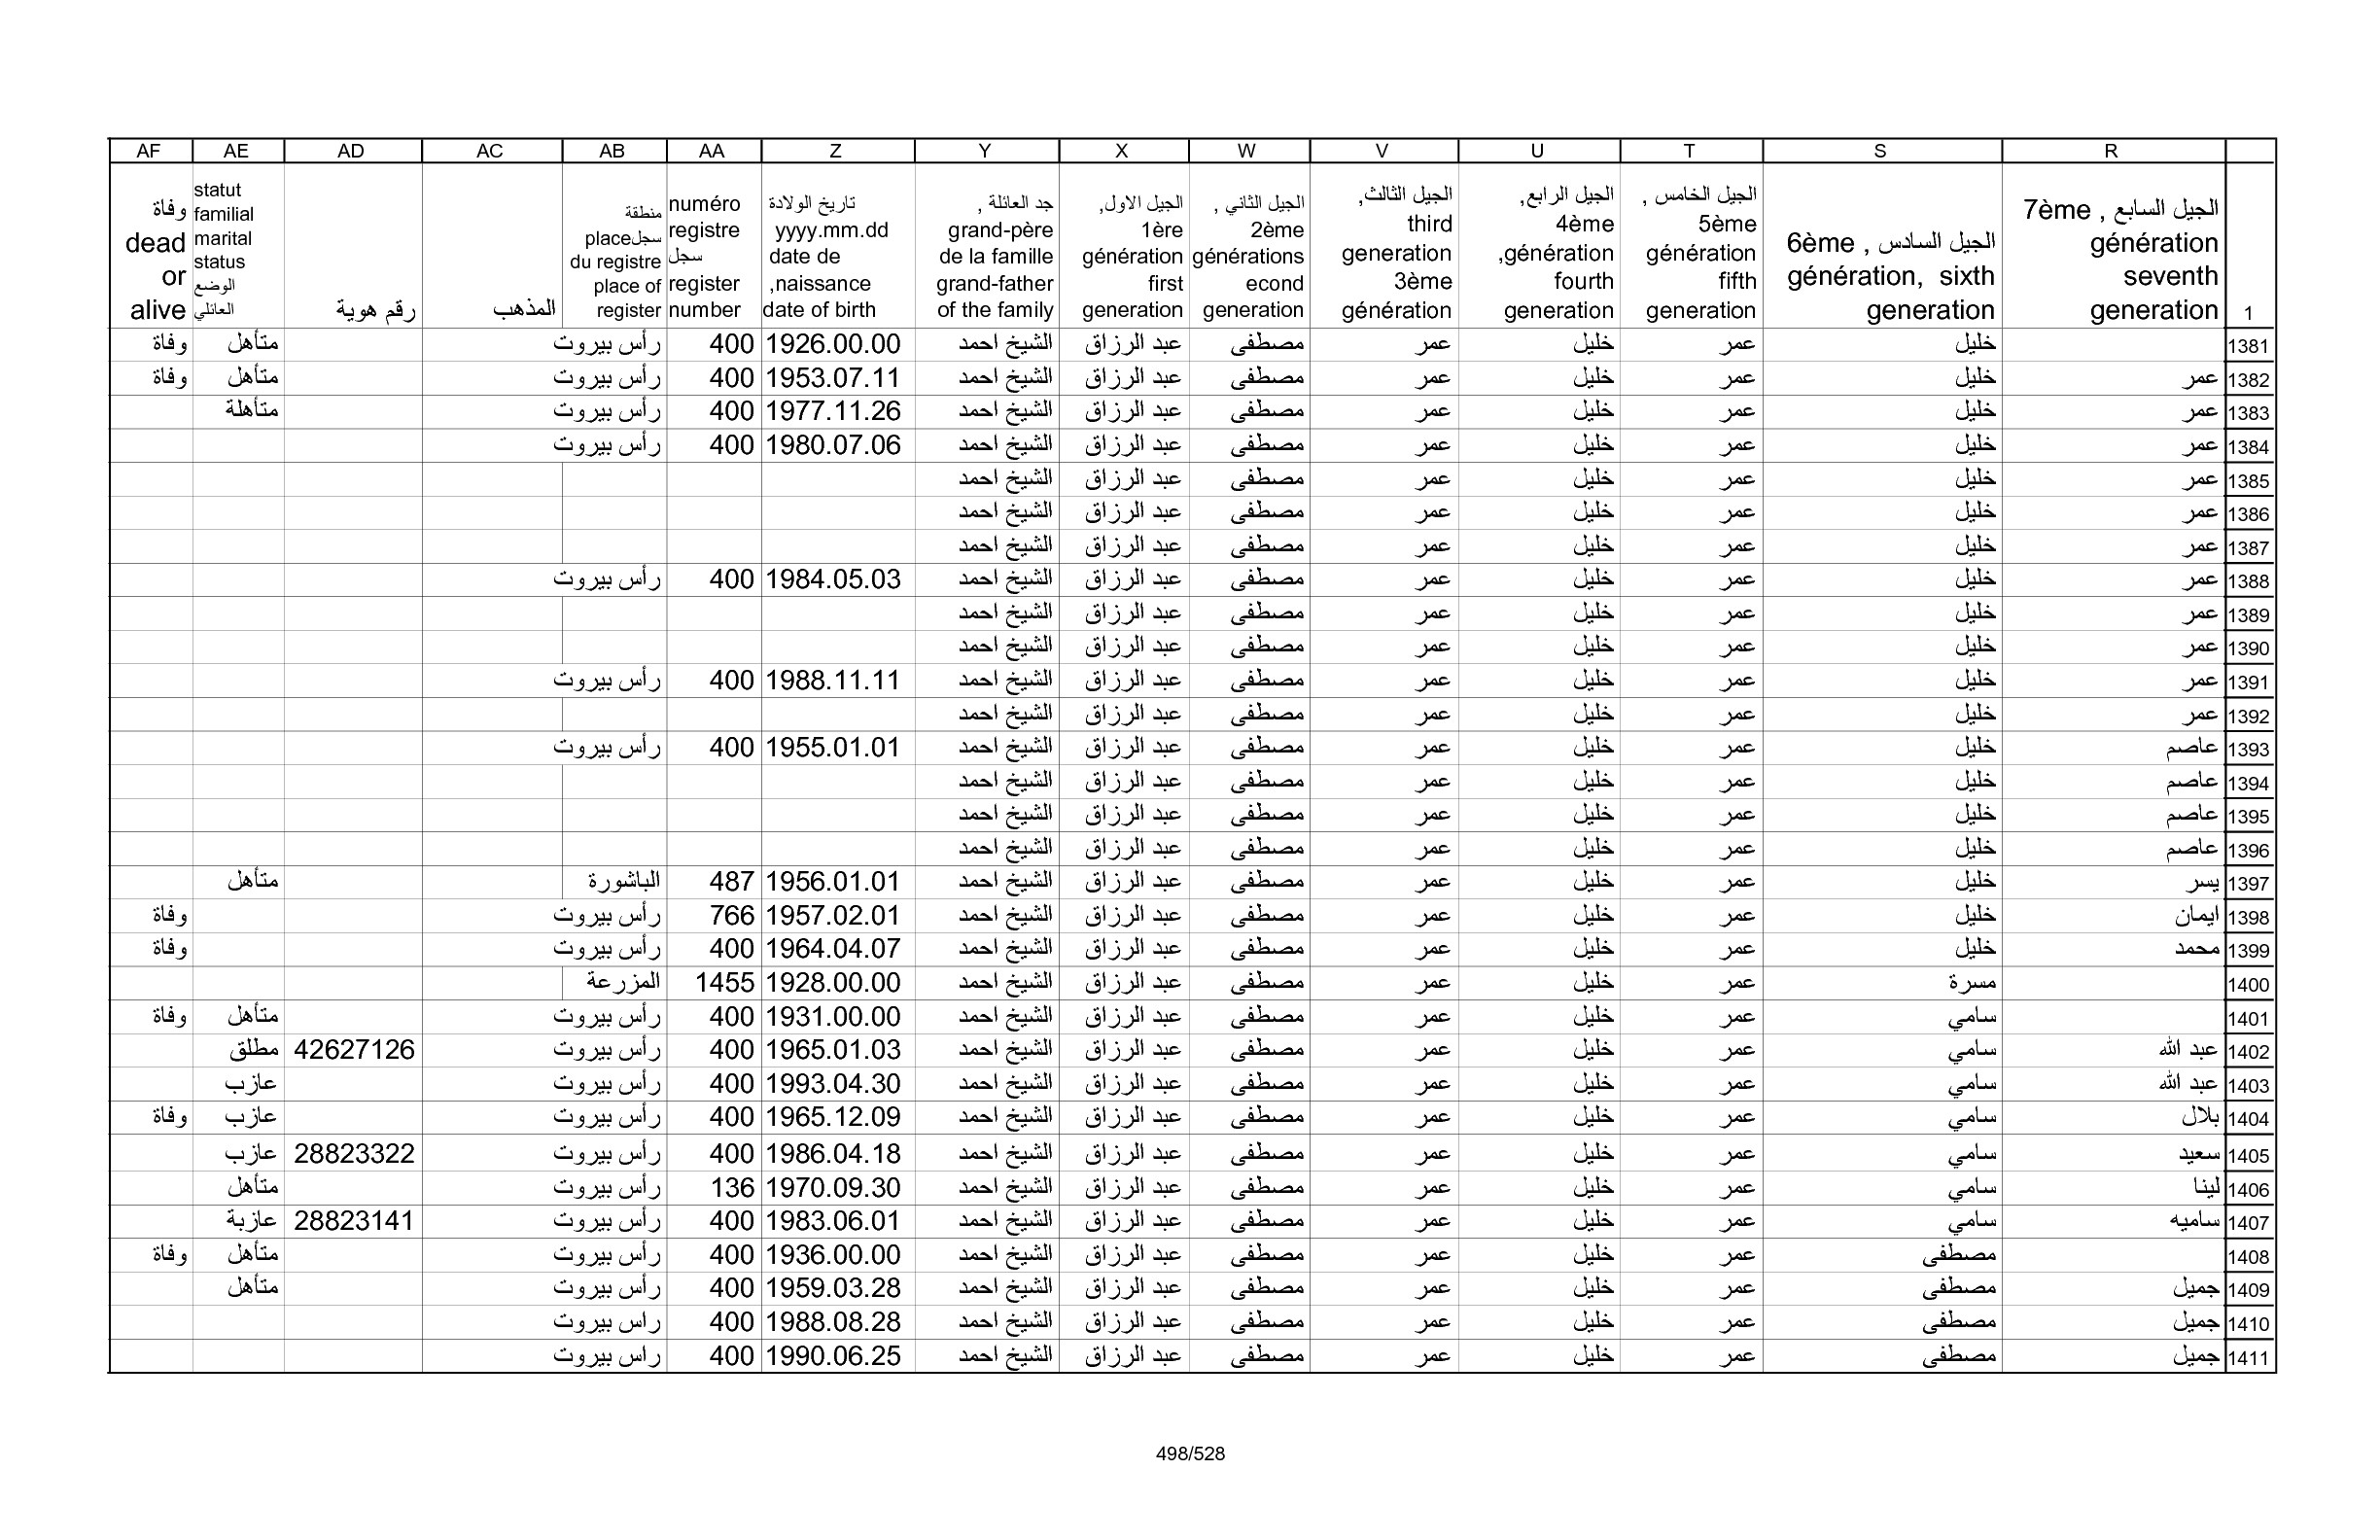 AF AE AD AC AB AA Z Y X W V U T S R
وفاة dead or alive
statut familial marital status الوضع العائلي
رقم هوية
المذهب
منطقة سجل place du registre place of register
numéro registre سجل register number
تاريخ الولادة yyyy.mm.dd date de naissance, date of birth
جد العائلة , grand-père de la famille grand-father of the family
الجيل الاول, 1ère génération first generation
الجيل الثاني , 2ème générations econd generation
الجيل الثالث, third generation 3ème génération
الجيل الرابع, 4ème génération, fourth generation
الجيل الخامس , 5ème génération fifth generation
الجيل السادس , 6ème génération, sixth generation
الجيل السابع , 7ème génération seventh generation
1
1381 خليل عمر خليل عمر مصطفى عبد الرزاق الشيخ احمد 1926.00.00 400 رأس بيروت متأهل وفاة
1382 عمر خليل عمر خليل عمر مصطفى عبد الرزاق الشيخ احمد 1953.07.11 400 رأس بيروت متأهل وفاة
1383 عمر خليل عمر خليل عمر مصطفى عبد الرزاق الشيخ احمد 1977.11.26 400 رأس بيروت متأهلة
1384 عمر خليل عمر خليل عمر مصطفى عبد الرزاق الشيخ احمد 1980.07.06 400 رأس بيروت
1385 عمر خليل عمر خليل عمر مصطفى عبد الرزاق الشيخ احمد
1386 عمر خليل عمر خليل عمر مصطفى عبد الرزاق الشيخ احمد
1387 عمر خليل عمر خليل عمر مصطفى عبد الرزاق الشيخ احمد
1388 عمر خليل عمر خليل عمر مصطفى عبد الرزاق الشيخ احمد 1984.05.03 400 رأس بيروت
1389 عمر خليل عمر خليل عمر مصطفى عبد الرزاق الشيخ احمد
1390 عمر خليل عمر خليل عمر مصطفى عبد الرزاق الشيخ احمد
1391 عمر خليل عمر خليل عمر مصطفى عبد الرزاق الشيخ احمد 1988.11.11 400 رأس بيروت
1392 عمر خليل عمر خليل عمر مصطفى عبد الرزاق الشيخ احمد
1393 عاصم خليل عمر خليل عمر مصطفى عبد الرزاق الشيخ احمد 1955.01.01 400 رأس بيروت
1394 عاصم خليل عمر خليل عمر مصطفى عبد الرزاق الشيخ احمد
1395 عاصم خليل عمر خليل عمر مصطفى عبد الرزاق الشيخ احمد
1396 عاصم خليل عمر خليل عمر مصطفى عبد الرزاق الشيخ احمد
1397 يسر خليل عمر خليل عمر مصطفى عبد الرزاق الشيخ احمد 1956.01.01 487 الباشورة متأهل
1398 ايمان خليل عمر خليل عمر مصطفى عبد الرزاق الشيخ احمد 1957.02.01 766 رأس بيروت وفاة
1399 محمد خليل عمر خليل عمر مصطفى عبد الرزاق الشيخ احمد 1964.04.07 400 رأس بيروت وفاة
1400 مسرة عمر خليل عمر مصطفى عبد الرزاق الشيخ احمد 1928.00.00 1455 المزرعة
1401 سامي عمر خليل عمر مصطفى عبد الرزاق الشيخ احمد 1931.00.00 400 رأس بيروت متأهل وفاة
1402 عبد الله سامي عمر خليل عمر مصطفى عبد الرزاق الشيخ احمد 1965.01.03 400 رأس بيروت 42627126 مطلق
1403 عبد الله سامي عمر خليل عمر مصطفى عبد الرزاق الشيخ احمد 1993.04.30 400 رأس بيروت عازب
1404 بلال سامي عمر خليل عمر مصطفى عبد الرزاق الشيخ احمد 1965.12.09 400 رأس بيروت عازب وفاة
1405 سعيد سامي عمر خليل عمر مصطفى عبد الرزاق الشيخ احمد 1986.04.18 400 رأس بيروت 28823322 عازب
1406 لينا سامي عمر خليل عمر مصطفى عبد الرزاق الشيخ احمد 1970.09.30 136 رأس بيروت متأهل
1407 ساميه سامي عمر خليل عمر مصطفى عبد الرزاق الشيخ احمد 1983.06.01 400 رأس بيروت 28823141 عازبة
1408 مصطفى عمر خليل عمر مصطفى عبد الرزاق الشيخ احمد 1936.00.00 400 رأس بيروت متأهل وفاة
1409 جميل مصطفى عمر خليل عمر مصطفى عبد الرزاق الشيخ احمد 1959.03.28 400 رأس بيروت متأهل
1410 جميل مصطفى عمر خليل عمر مصطفى عبد الرزاق الشيخ احمد 1988.08.28 400 راس بيروت
1411 جميل مصطفى عمر خليل عمر مصطفى عبد الرزاق الشيخ احمد 1990.06.25 400 راس بيروت
498/528